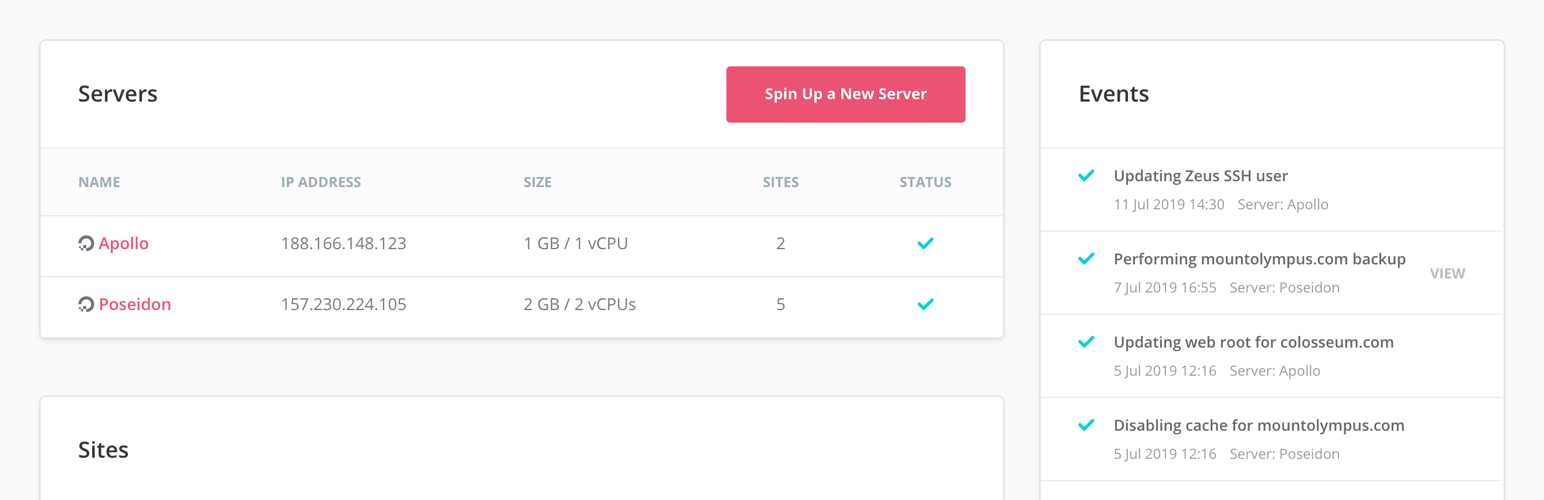 Servers
Spin Up a New Server
NAME IP ADDRESS SIZE SITES STATUS
Apollo 188.166.148.123 1 GB / 1 vCPU 2
Poseidon 157.230.224.105 2 GB / 2 vCPUs 5
Sites
Events
Updating Zeus SSH user
11 Jul 2019 14:30 Server: Apollo
Performing mountolympus.com backup
VIEW
7 Jul 2019 16:55 Server: Poseidon
Updating web root for colosseum.com
5 Jul 2019 12:16 Server: Apollo
Disabling cache for mountolympus.com
5 Jul 2019 12:16 Server: Poseidon